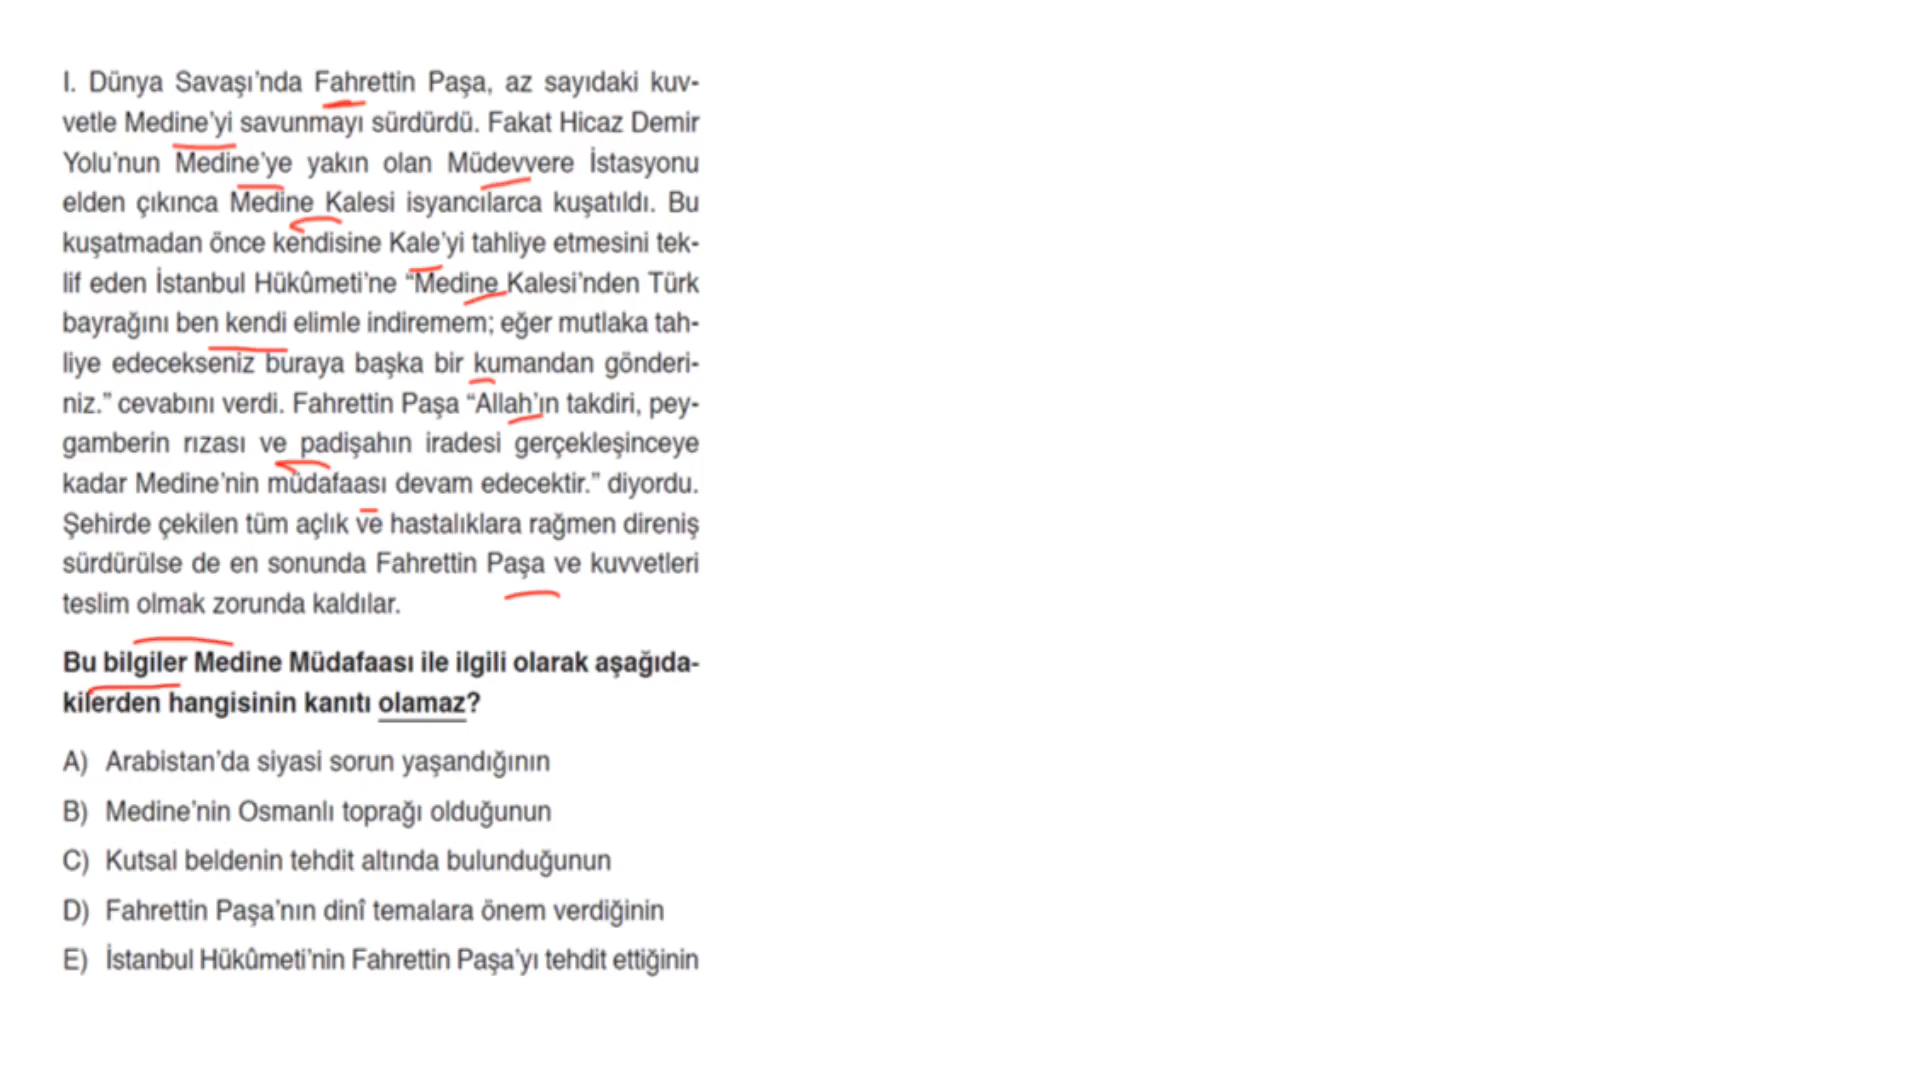 I. Dünya Savaşı’nda Fahrettin Paşa, az sayıdaki kuv-
vetle Medine’yi savunmayı sürdürdü. Fakat Hicaz Demir
Yolu’nun Medine’ye yakın olan Müdevvere İstasyonu
elden çıkınca Medine Kalesi isyancılarca kuşatıldı. Bu
kuşatmadan önce kendisine Kale’yi tahliye etmesini tek-
lif eden İstanbul Hükûmeti’ne “Medine Kalesi’nden Türk
bayrağını ben kendi elimle indiremem; eğer mutlaka tah-
liye edecekseniz buraya başka bir kumandan gönderi-
niz.” cevabını verdi. Fahrettin Paşa “Allah’ın takdiri, pey-
gamberin rızası ve padişahın iradesi gerçekleşinceye
kadar Medine’nin müdafaası devam edecektir.” diyordu.
Şehirde çekilen tüm açlık ve hastalıklara rağmen direniş
sürdürülse de en sonunda Fahrettin Paşa ve kuvvetleri
teslim olmak zorunda kaldılar.
Bu bilgiler Medine Müdafaası ile ilgili olarak aşağıda-
kilerden hangisinin kanıtı olamaz?
A) Arabistan’da siyasi sorun yaşandığının
B) Medine’nin Osmanlı toprağı olduğunun
C) Kutsal beldenin tehdit altında bulunduğunun
D) Fahrettin Paşa’nın dinî temalara önem verdiğinin
E) İstanbul Hükûmeti’nin Fahrettin Paşa’yı tehdit ettiğinin